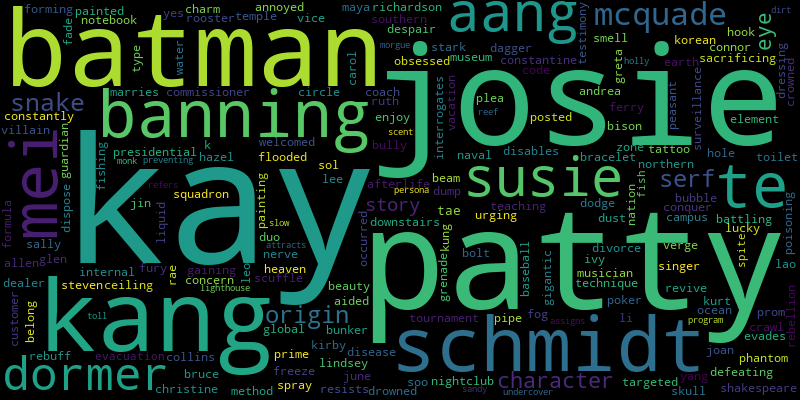 forming painted
notebook
fade
type
yes charm
rooster temple
annoyed
vice
maya richardson
southern
despair
aang
mcquade
eye
hook
connor
dirt
korean
sacrificing
smell
batman
water
carol
stark
museum
obsessed
morgue
dagger
constantine
code
testimony
greta
holly
earth
dressing
crowned
josie
snake
constantly
villain
marries commissioner
circle
coach
ruth
enjoy
plea
andrea
posted
ferry
peasant
surveillance
element
banning
interrogates
vacation
reef
bison
tattoo
zone
hole
toilet
guardian
k
welcomed
scent
bully
naval
disables
bracelet
northern
monk
preventing
hazel
presidential
flooded
sol
lee
afterlife
persona
beam
dump
susie
serf
bubble
conquer
te
mei
fishing
dispose
refers
squadron
jin
liquid
kay
painting
slow
story
tae
teaching
urging
dodge
dust
nation
fish
campus
battling
lucky
poisoning
formula
sally
glen
allen
internal
nerve
duo
heaven
leo
occurred
downstairs
kung
grenade
bolt
patty
baseball
gigantic
divorce
ivy
musician
technique
verge
singer
revive
spite
lao
fury
rae
gaining
concern
scuffle
attracts
lighthouse
beauty
aided
dealer
stevenceiling
customer
belong
toll
kang
origin
global
bunker
tournament
pipe
fog
assigns
poker
li
kurt
ocean
prom
program
crawl
evades
rebellion
rebuff
evacuation
collins
prime
kirby
disease
lindsey
schmidt
joan
phantom
defeating
dormer
bruce
christine
method
freeze
spray
june
resists
drowned
soo
nightclub
sandy
character
undercover
targeted
yang
skull
shakespeare